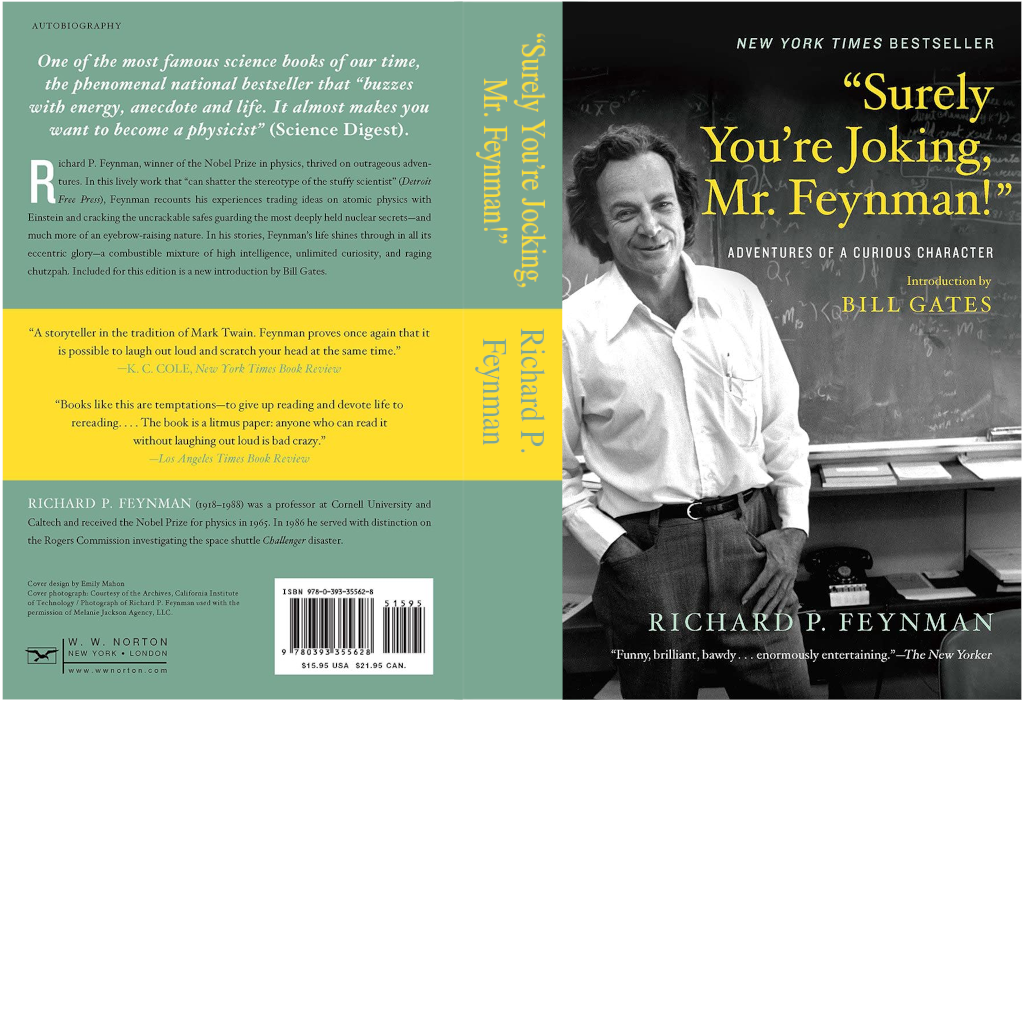 AUTOBIOGRAPHY
One of the most famous science books of our time,
the phenomenal national bestseller that “buzzes
with energy, anecdote and life. It almost makes you
want to become a physicist” (Science Digest).
Richard P. Feynman, winner of the Nobel Prize in physics, thrived on outrageous adven-
tures. In this lively work that “can shatter the stereotype of the stuffy scientist” (Detroit
Free Press), Feynman recounts his experiences trading ideas on atomic physics with
Einstein and cracking the uncrackable safes guarding the most deeply held nuclear secrets—and
much more of an eyebrow-raising nature. In his stories, Feynman’s life shines through in all its
eccentric glory—a combustible mixture of high intelligence, unlimited curiosity, and raging
chutzpah. Included for this edition is a new introduction by Bill Gates.
“A storyteller in the tradition of Mark Twain. Feynman proves once again that it
is possible to laugh out loud and scratch your head at the same time.”
—K. C. COLE, New York Times Book Review
“Books like this are temptations—to give up reading and devote life to
rereading. . . . The book is a litmus paper: anyone who can read it
without laughing out loud is bad crazy.”
—Los Angeles Times Book Review
RICHARD P. FEYNMAN (1918–1988) was a professor at Cornell University and
Caltech and received the Nobel Prize for physics in 1965. In 1986 he served with distinction on
the Rogers Commission investigating the space shuttle Challenger disaster.
Cover design by Emily Mahon
Cover photograph: Courtesy of the Archives, California Institute
of Technology / Photograph of Richard P. Feynman used with the
permission of Melanie Jackson Agency, LLC.
W. W. NORTON
NEW YORK • LONDON
www.wwnorton.com
ISBN 978-0-393-35562-8
51595
9 780393 355628
$15.95 USA $21.95 CAN.
“Surely You’re Joking,
Mr. Feynman!”
Richard P.
Feynman
NEW YORK TIMES BESTSELLER
“Surely
You’re Joking,
Mr. Feynman!”
ADVENTURES OF A CURIOUS CHARACTER
Introduction by
BILL GATES
RICHARD P. FEYNMAN
“Funny, brilliant, bawdy . . . enormously entertaining.”—The New Yorker